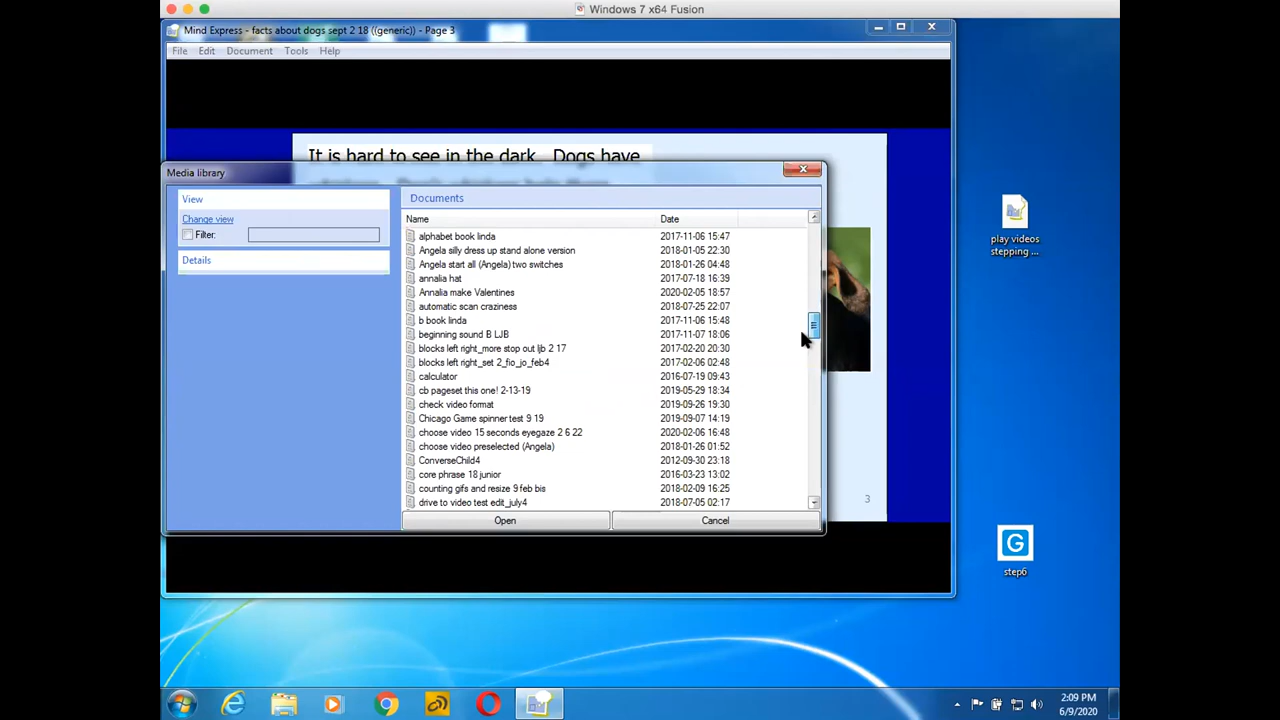 Windows 7 x64 Fusion
Mind Express - facts about dogs sept 2 18 ((generic)) - Page 3
File Edit Document Tools Help
It is hard to see in the dark. Dogs have
Media library
View
Change view
Filter:
Details
Documents
Name Date
alphabet book linda 2017-11-06 15:47
Angela silly dress up stand alone version 2018-01-05 22:30
Angela start all (Angela) two switches 2018-01-26 04:48
annalia hat 2017-07-18 16:39
Annalia make Valentines 2020-02-05 18:57
automatic scan craziness 2018-07-25 22:07
b book linda 2017-11-06 15:48
beginning sound B LJB 2017-11-07 18:06
blocks left right_more stop out ljb 2 17 2017-02-20 20:30
blocks left right_set 2_fio_jo_feb4 2017-02-06 02:48
calculator 2016-07-19 09:43
cb pageset this one! 2-13-19 2019-05-29 18:34
check video format 2019-09-26 19:30
Chicago Game spinner test 9 19 2019-09-07 14:19
choose video 15 seconds eyegaze 2 6 22 2020-02-06 16:48
choose video preselected (Angela) 2018-01-26 01:52
ConverseChild4 2012-09-30 23:18
core phrase 18 junior 2016-03-23 13:02
counting gifs and resize 9 feb bis 2018-02-09 16:25
drive to video test edit_july4 2018-07-05 02:17
Open Cancel
3
play videos
stepping ...
G
step6
2:09 PM
6/9/2020